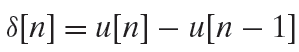 δ[n] = u[n] − u[n − 1]